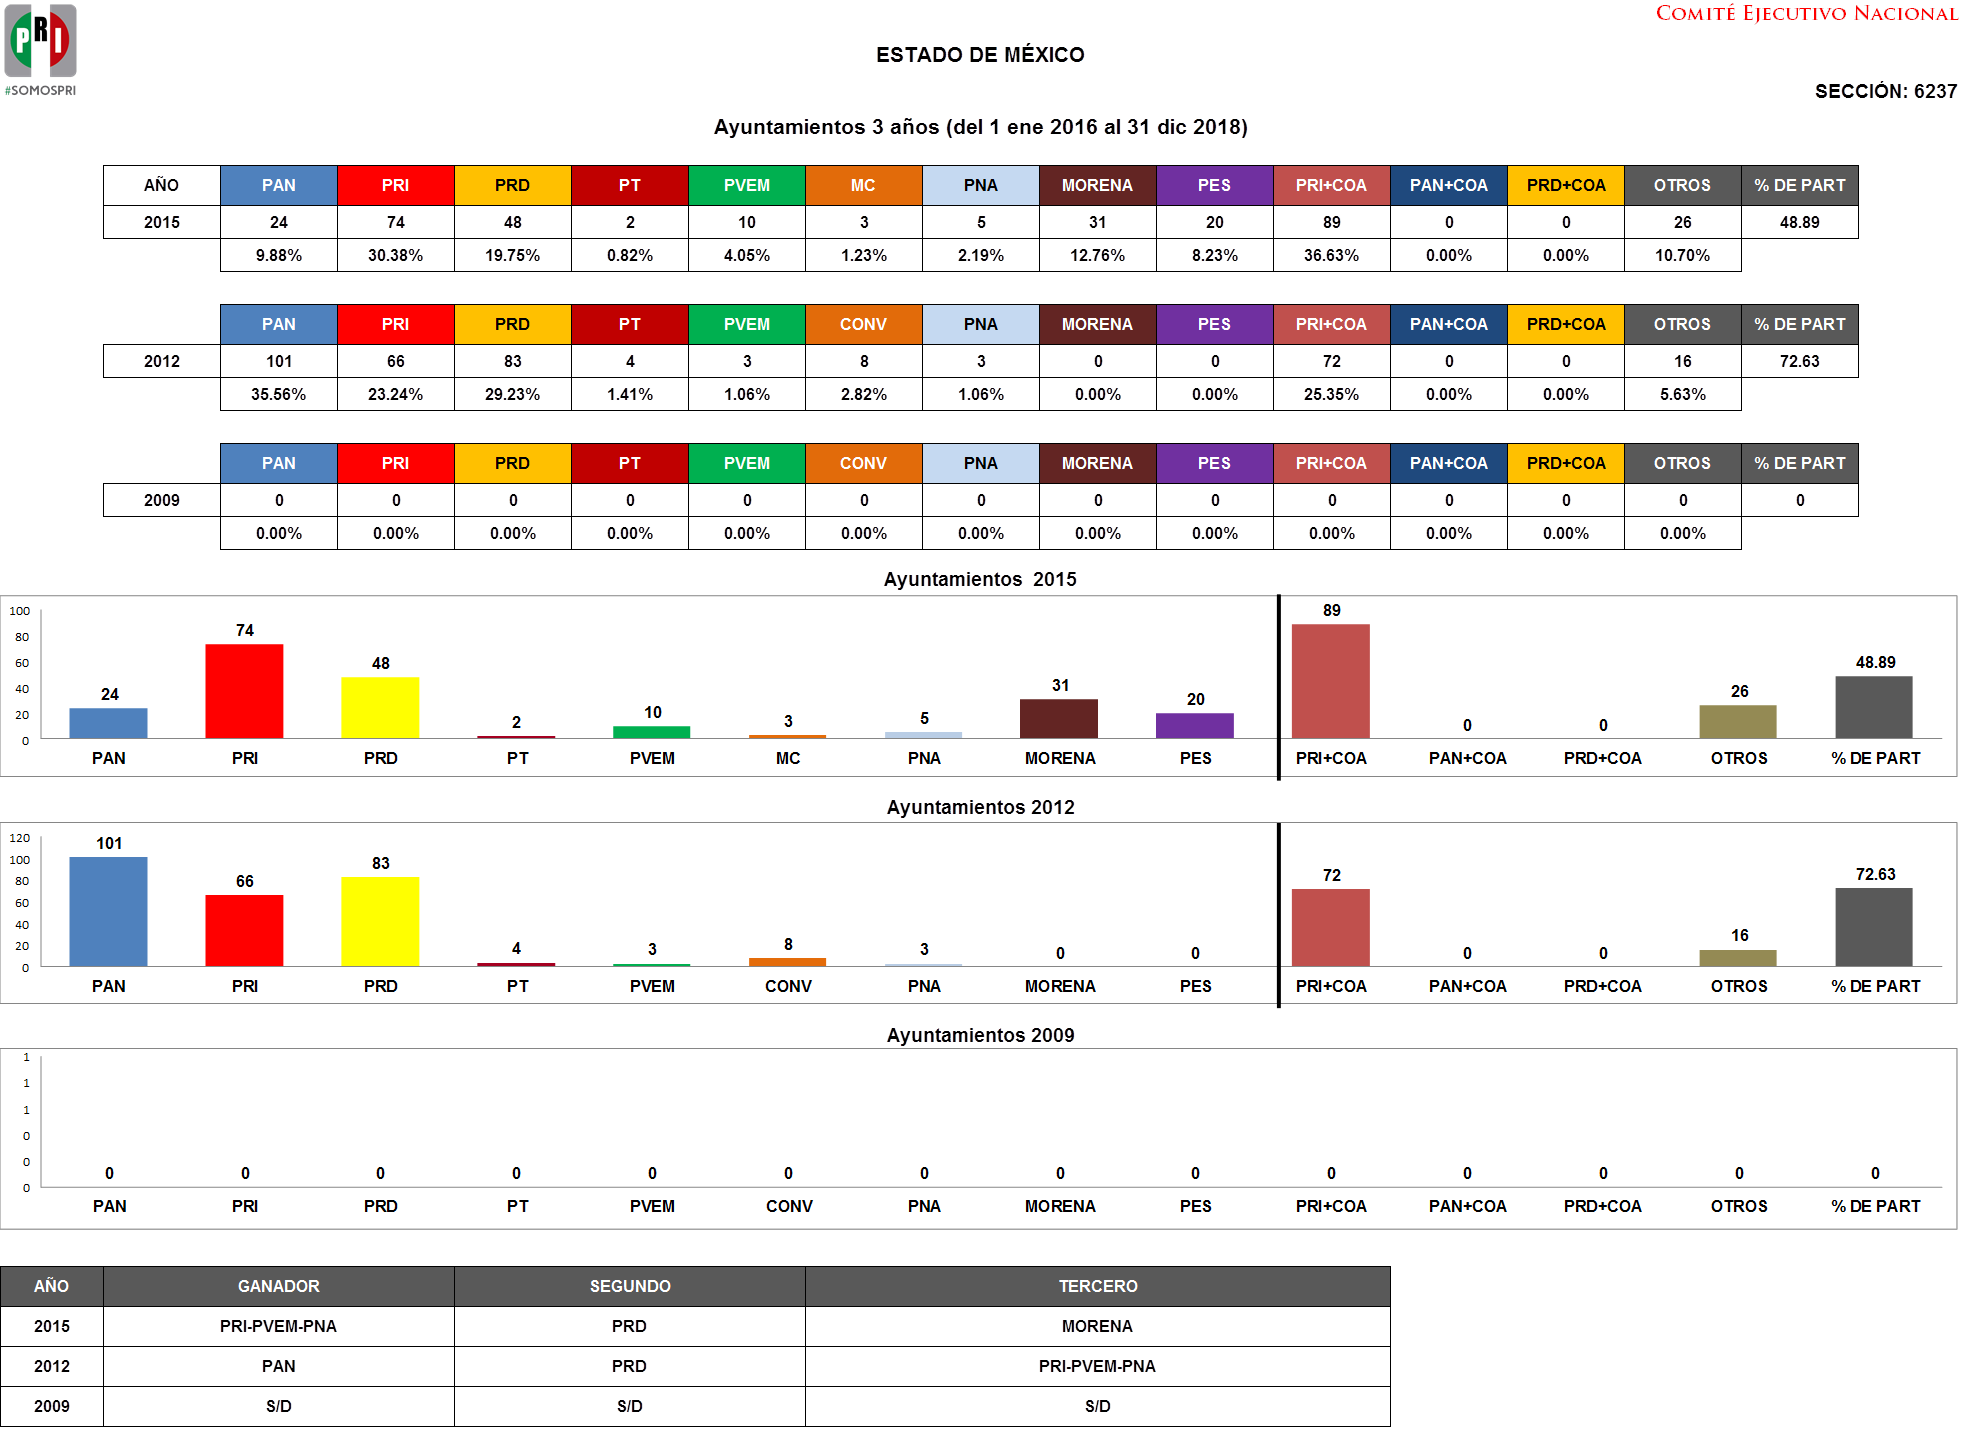 PRI
#SOMOSPRI
COMITÉ EJECUTIVO NACIONAL
ESTADO DE MÉXICO
SECCIÓN: 6237
Ayuntamientos 3 años (del 1 ene 2016 al 31 dic 2018)
AÑO PAN PRI PRD PT PVEM MC PNA MORENA PES PRI+COA PAN+COA PRD+COA OTROS % DE PART
2015 24 74 48 2 10 3 5 31 20 89 0 0 26 48.89
9.88% 30.38% 19.75% 0.82% 4.05% 1.23% 2.19% 12.76% 8.23% 36.63% 0.00% 0.00% 10.70%
PAN PRI PRD PT PVEM CONV PNA MORENA PES PRI+COA PAN+COA PRD+COA OTROS % DE PART
2012 101 66 83 4 3 8 3 0 0 72 0 0 16 72.63
35.56% 23.24% 29.23% 1.41% 1.06% 2.82% 1.06% 0.00% 0.00% 25.35% 0.00% 0.00% 5.63%
PAN PRI PRD PT PVEM CONV PNA MORENA PES PRI+COA PAN+COA PRD+COA OTROS % DE PART
2009 0 0 0 0 0 0 0 0 0 0 0 0 0 0
0.00% 0.00% 0.00% 0.00% 0.00% 0.00% 0.00% 0.00% 0.00% 0.00% 0.00% 0.00% 0.00%
Ayuntamientos 2015
100
80
60
40
20
0
24 74 48 2 10 3 5 31 20 89 0 0 26 48.89
PAN PRI PRD PT PVEM MC PNA MORENA PES PRI+COA PAN+COA PRD+COA OTROS % DE PART
Ayuntamientos 2012
120
100
80
60
40
20
0
101 66 83 4 3 8 3 0 0 72 0 0 16 72.63
PAN PRI PRD PT PVEM CONV PNA MORENA PES PRI+COA PAN+COA PRD+COA OTROS % DE PART
Ayuntamientos 2009
1
1
1
0
0
0
0 0 0 0 0 0 0 0 0 0 0 0 0 0
PAN PRI PRD PT PVEM CONV PNA MORENA PES PRI+COA PAN+COA PRD+COA OTROS % DE PART
AÑO GANADOR SEGUNDO TERCERO
2015 PRI-PVEM-PNA PRD MORENA
2012 PAN PRD PRI-PVEM-PNA
2009 S/D S/D S/D